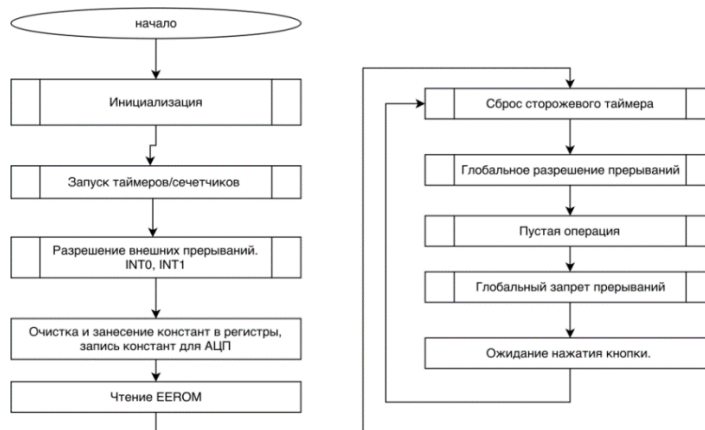 начало
Инициализация
Запуск таймеров/сечетчиков
Разрешение внешних прерываний.
INT0, INT1
Очистка и занесение констант в регистры,
запись констант для АЦП
Чтение EEROM
Сброс сторожевого таймера
Глобальное разрешение прерываний
Пустая операция
Глобальный запрет прерываний
Ожидание нажатия кнопки.